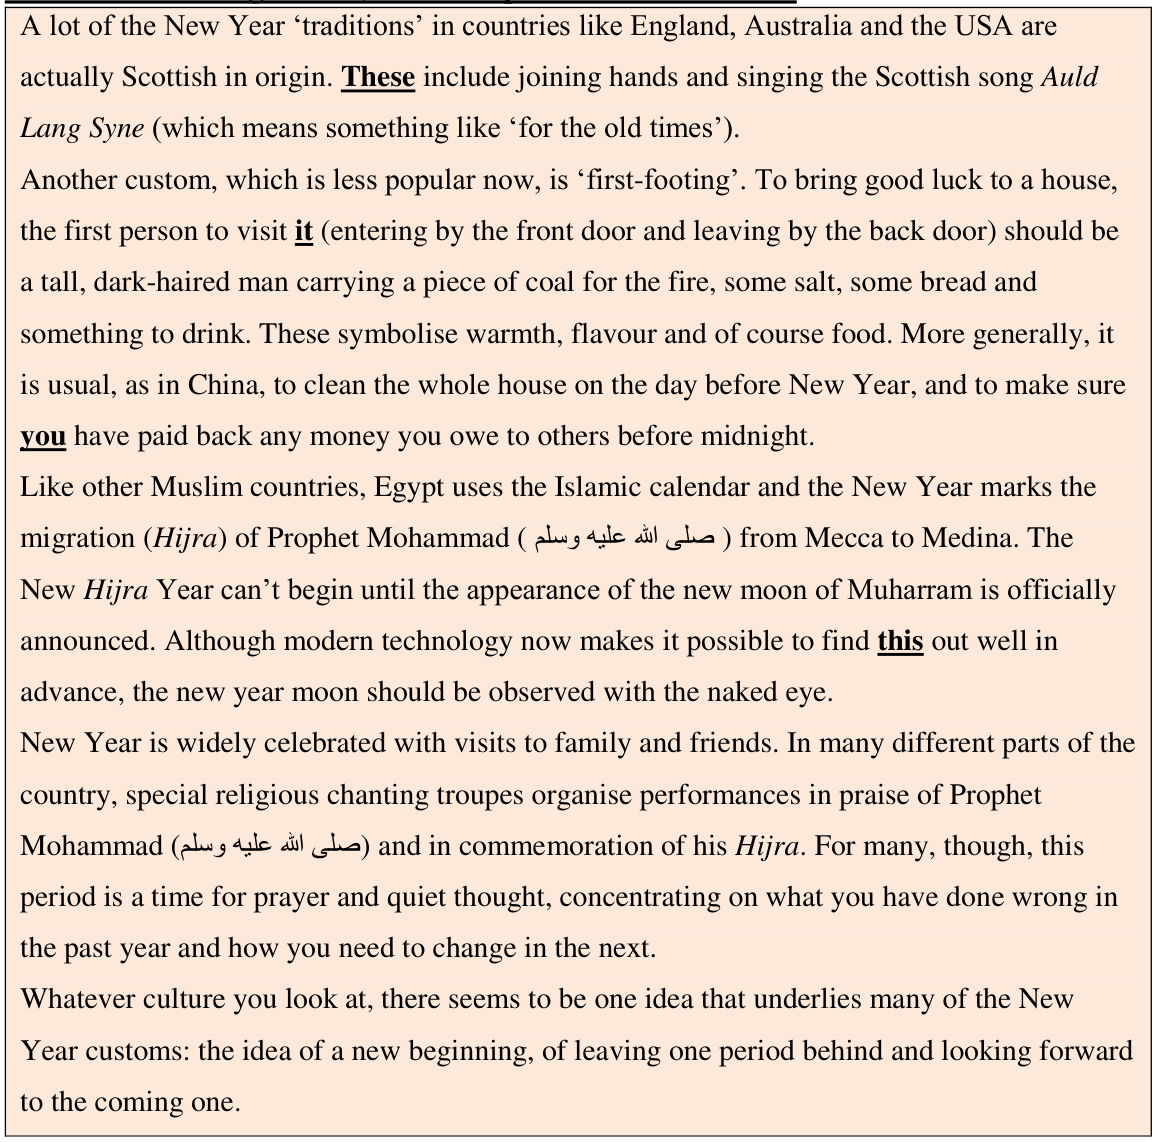 A lot of the New Year ‘traditions’ in countries like England, Australia and the USA are
actually Scottish in origin. These include joining hands and singing the Scottish song Auld
Lang Syne (which means something like ‘for the old times’).
Another custom, which is less popular now, is ‘first-footing’. To bring good luck to a house,
the first person to visit it (entering by the front door and leaving by the back door) should be
a tall, dark-haired man carrying a piece of coal for the fire, some salt, some bread and
something to drink. These symbolise warmth, flavour and of course food. More generally, it
is usual, as in China, to clean the whole house on the day before New Year, and to make sure
you have paid back any money you owe to others before midnight.
Like other Muslim countries, Egypt uses the Islamic calendar and the New Year marks the
migration (Hijra) of Prophet Mohammad ( صلى الله عليه وسلم ) from Mecca to Medina. The
New Hijra Year can’t begin until the appearance of the new moon of Muharram is officially
announced. Although modern technology now makes it possible to find this out well in
advance, the new year moon should be observed with the naked eye.
New Year is widely celebrated with visits to family and friends. In many different parts of the
country, special religious chanting troupes organise performances in praise of Prophet
Mohammad (صلى الله عليه وسلم) and in commemoration of his Hijra. For many, though, this
period is a time for prayer and quiet thought, concentrating on what you have done wrong in
the past year and how you need to change in the next.
Whatever culture you look at, there seems to be one idea that underlies many of the New
Year customs: the idea of a new beginning, of leaving one period behind and looking forward
to the coming one.